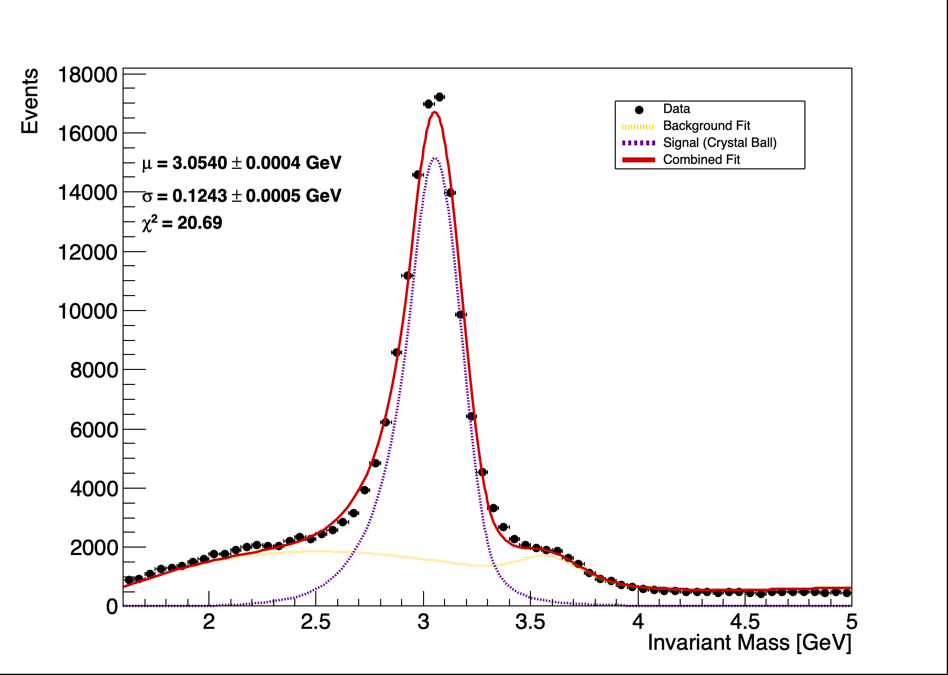 Events
18000
16000
14000
12000
10000
8000
6000
4000
2000
0
μ = 3.0540 ± 0.0004 GeV
σ = 0.1243 ± 0.0005 GeV
χ² = 20.69
Data
Background Fit
Signal (Crystal Ball)
Combined Fit
2 2.5 3 3.5 4 4.5 5
Invariant Mass [GeV]